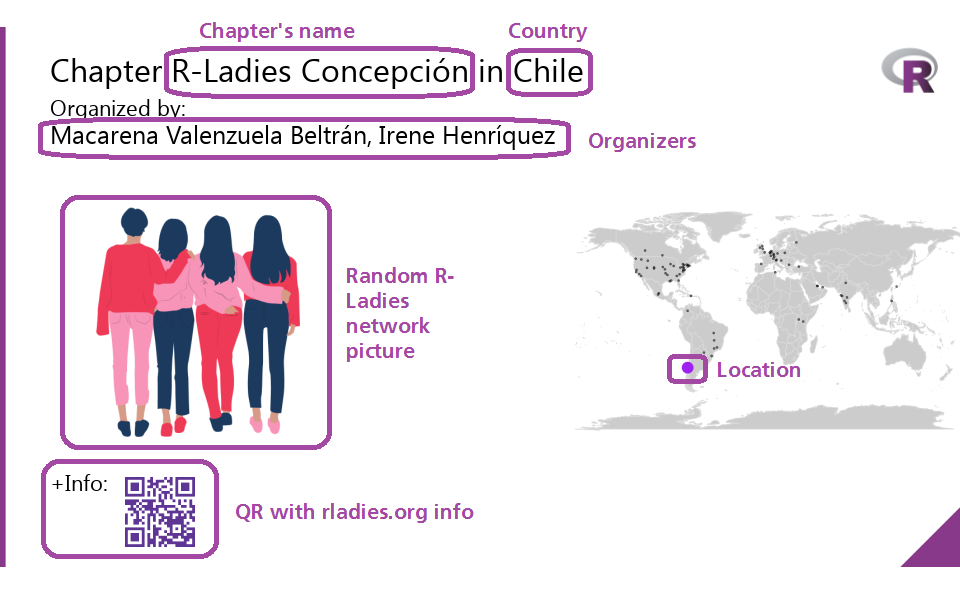 Chapter's name
Country
Chapter R-Ladies Concepción in Chile
R
Organized by:
Macarena Valenzuela Beltrán, Irene Henríquez
Organizers
Random R-
Ladies
network
picture
Location
+Info:
QR with rladies.org info